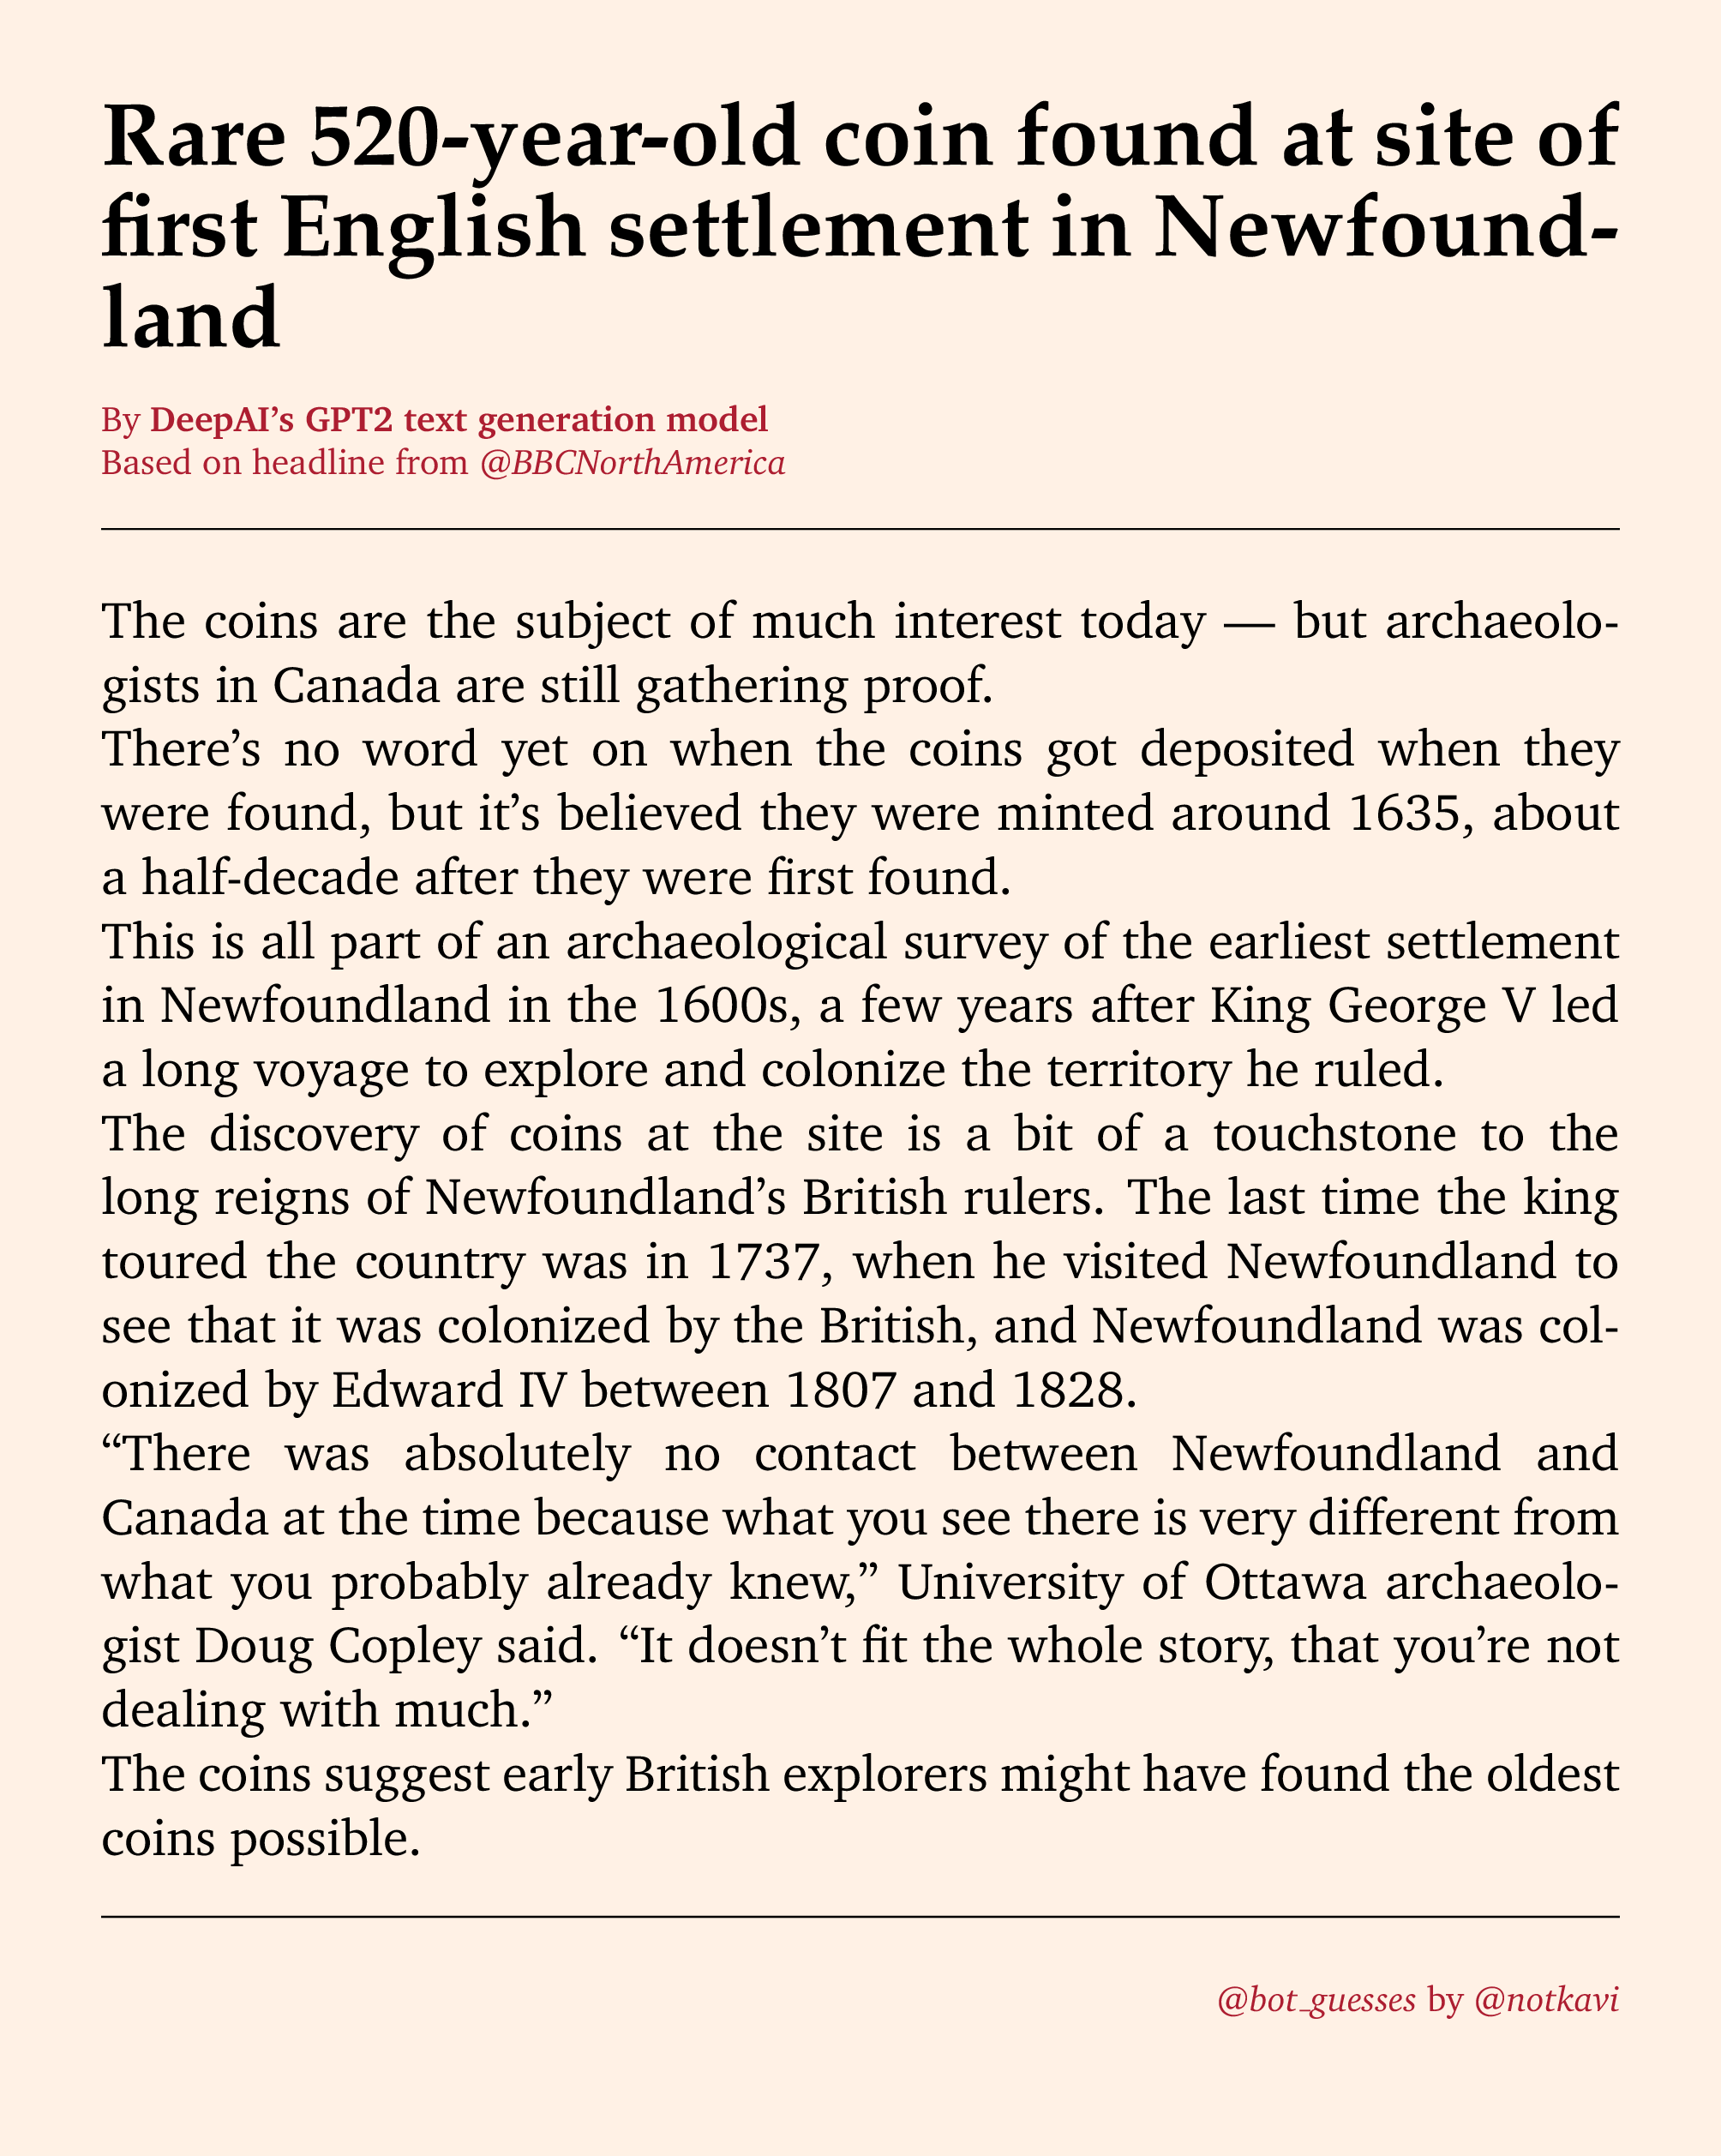 Rare 520-year-old coin found at site of
first English settlement in Newfound-
land
By DeepAI’s GPT2 text generation model
Based on headline from @BBCNorthAmerica
The coins are the subject of much interest today — but archaeolo-
gists in Canada are still gathering proof.
There’s no word yet on when the coins got deposited when they
were found, but it’s believed they were minted around 1635, about
a half-decade after they were first found.
This is all part of an archaeological survey of the earliest settlement
in Newfoundland in the 1600s, a few years after King George V led
a long voyage to explore and colonize the territory he ruled.
The discovery of coins at the site is a bit of a touchstone to the
long reigns of Newfoundland’s British rulers. The last time the king
toured the country was in 1737, when he visited Newfoundland to
see that it was colonized by the British, and Newfoundland was col-
onized by Edward IV between 1807 and 1828.
“There was absolutely no contact between Newfoundland and
Canada at the time because what you see there is very different from
what you probably already knew,” University of Ottawa archaeolo-
gist Doug Copley said. “It doesn’t fit the whole story, that you’re not
dealing with much.”
The coins suggest early British explorers might have found the oldest
coins possible.
@bot_guesses by @notkavi